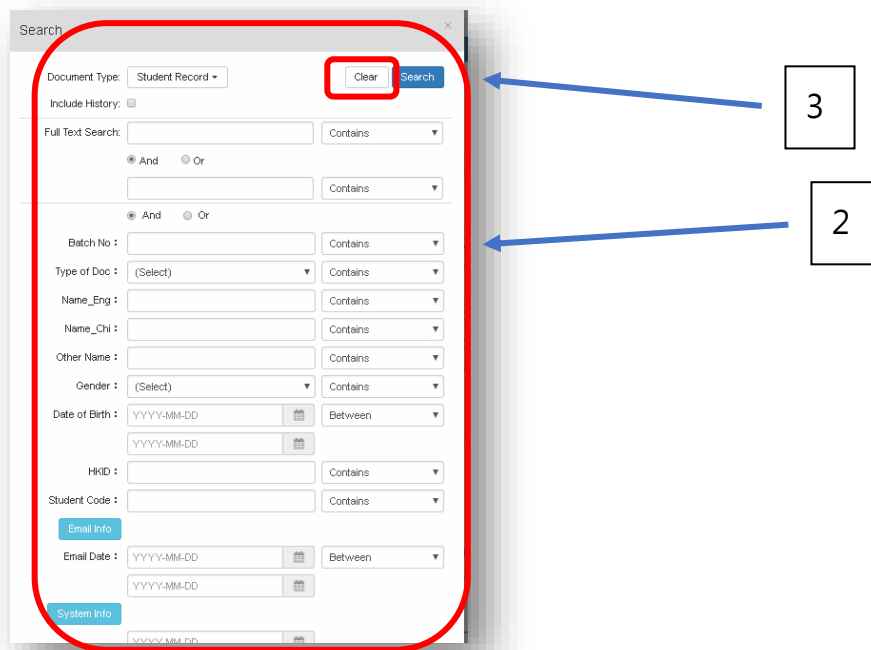 Search ×
Document Type: Student Record Clear Search
Include History:
Full Text Search: Contains
And Or
Contains
And Or
Batch No : Contains
Type of Doc : (Select) Contains
Name_Eng : Contains
Name_Chi : Contains
Other Name : Contains
Gender : (Select) Contains
Date of Birth : YYYY-MM-DD Between
YYYY-MM-DD
HKID : Contains
Student Code : Contains
Email Info
Email Date : YYYY-MM-DD Between
YYYY-MM-DD
System Info
YYYY-MM-DD
3
2